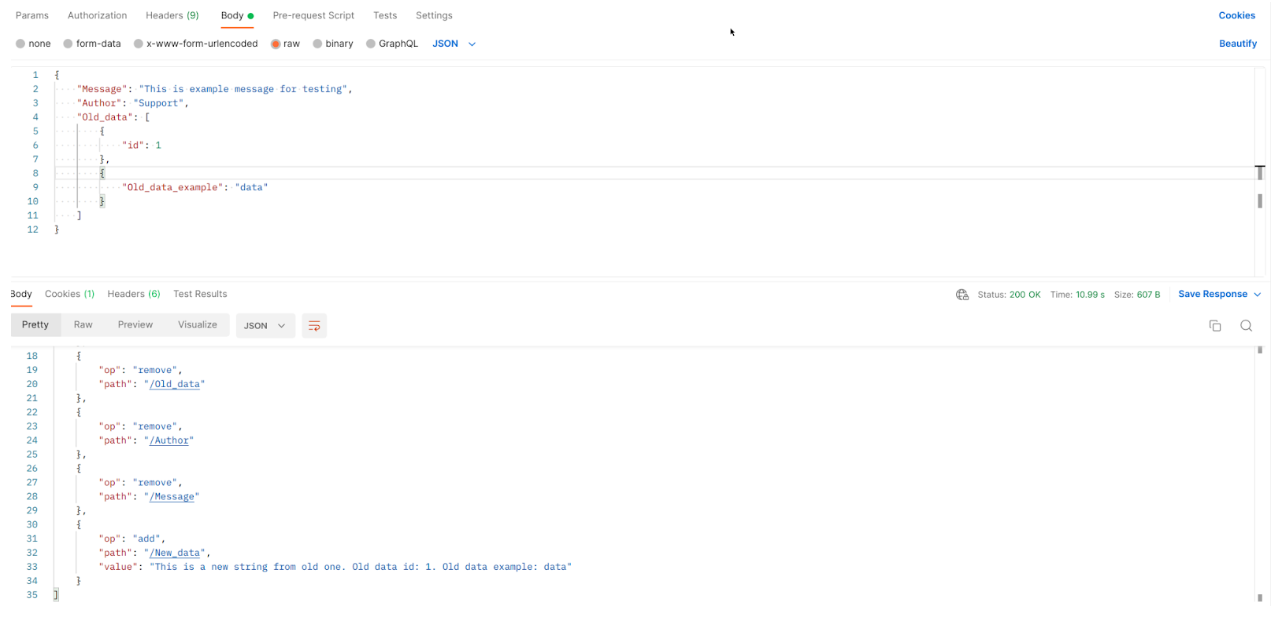 Params Authorization Headers (9) Body Pre-request Script Tests Settings Cookies
none form-data x-www-form-urlencoded raw binary GraphQL JSON Beautify
1 {
2 "Message": "This is example message for testing",
3 "Author": "Support",
4 "Old_data": [
5 {
6 "id": 1
7 },
8 {
9 "Old_data_example": "data"
10 }
11 ]
12 }
Body Cookies (1) Headers (6) Test Results Status: 200 OK Time: 10.99 s Size: 607 B Save Response
Pretty Raw Preview Visualize JSON
18 {
19 "op": "remove",
20 "path": "/Old_data"
21 },
22 {
23 "op": "remove",
24 "path": "/Author"
25 },
26 {
27 "op": "remove",
28 "path": "/Message"
29 },
30 {
31 "op": "add",
32 "path": "/New_data",
33 "value": "This is a new string from old one. Old data id: 1. Old data example: data"
34 }
35 ]